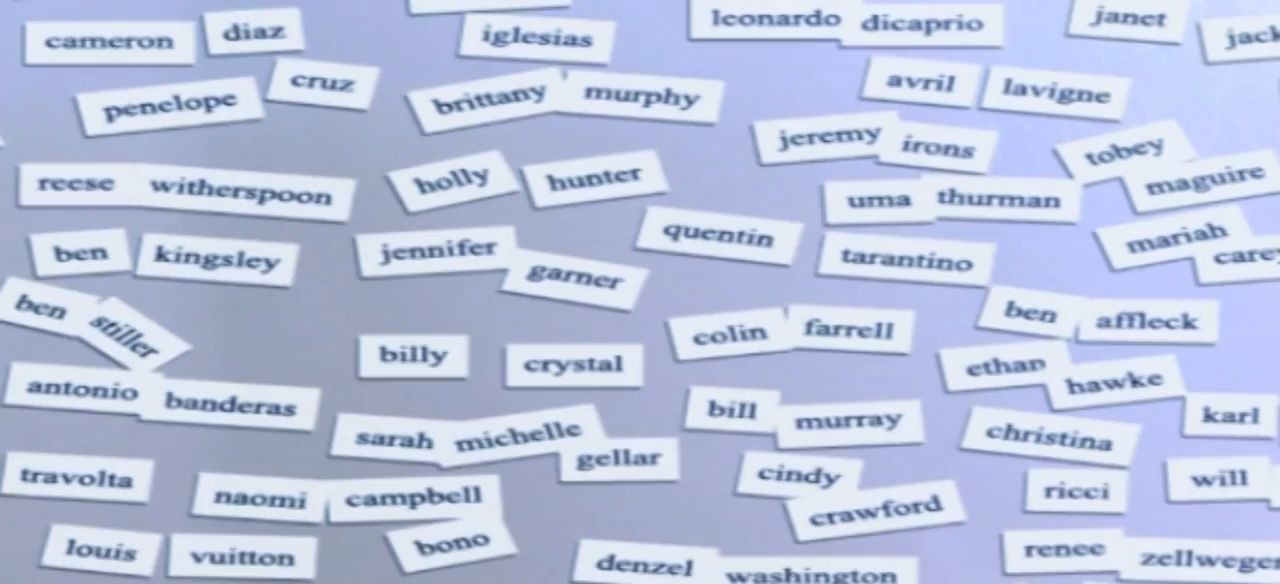 cameron diaz
iglesias
leonardo dicaprio
janet
penelope cruz
brittany murphy
avril lavigne
jeremy irons
tobey maguire
reese witherspoon
holly hunter
uma thurman
ben kingsley
jennifer garner
quentin tarantino
mariah
ben stiller
billy crystal
colin farrell
ben affleck
ethan hawke
antonio banderas
sarah michelle gellar
bill murray
christina ricci
karl
travolta
naomi campbell
cindy crawford
will
louis vuitton
bono
denzel washington
renee zellweger